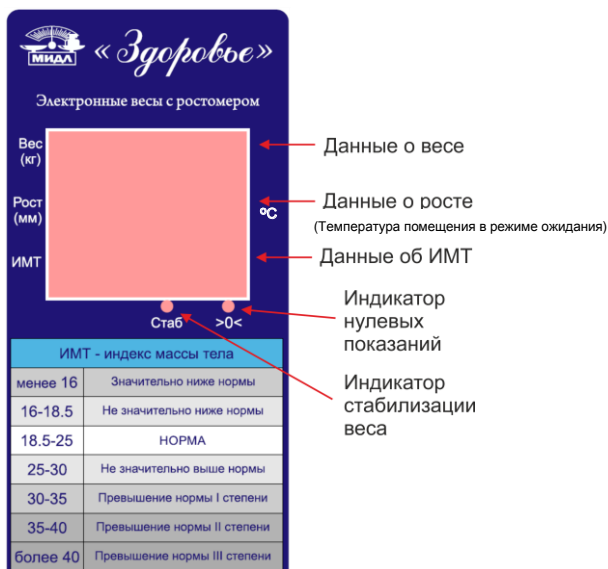 МИДЛ
« Здоровье»
Электронные весы с ростомером
Вес
(кг)
Данные о весе
Рост
(мм)
°C
Данные о росте
(Температура помещения в режиме ожидания)
ИМТ
Данные об ИМТ
Стаб >0<
Индикатор
нулевых
показаний
Индикатор
стабилизации
веса
ИМТ - индекс массы тела
менее 16 Значительно ниже нормы
16-18.5 Не значительно ниже нормы
18.5-25 НОРМА
25-30 Не значительно выше нормы
30-35 Превышение нормы I степени
35-40 Превышение нормы II степени
более 40 Превышение нормы III степени